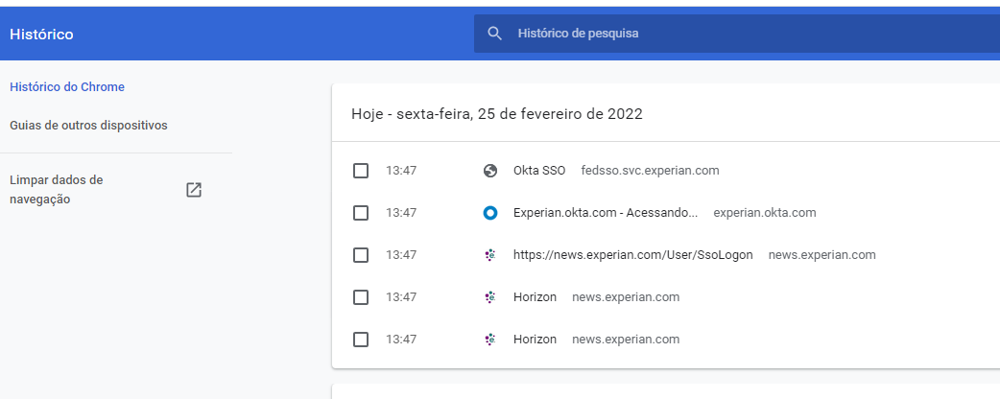 Histórico
Histórico de pesquisa
Histórico do Chrome
Guias de outros dispositivos
Limpar dados de
navegação
Hoje - sexta-feira, 25 de fevereiro de 2022
13:47 Okta SSO fedsso.svc.experian.com
13:47 Experian.okta.com - Acessando... experian.okta.com
13:47 https://news.experian.com/User/SsoLogon news.experian.com
13:47 Horizon news.experian.com
13:47 Horizon news.experian.com